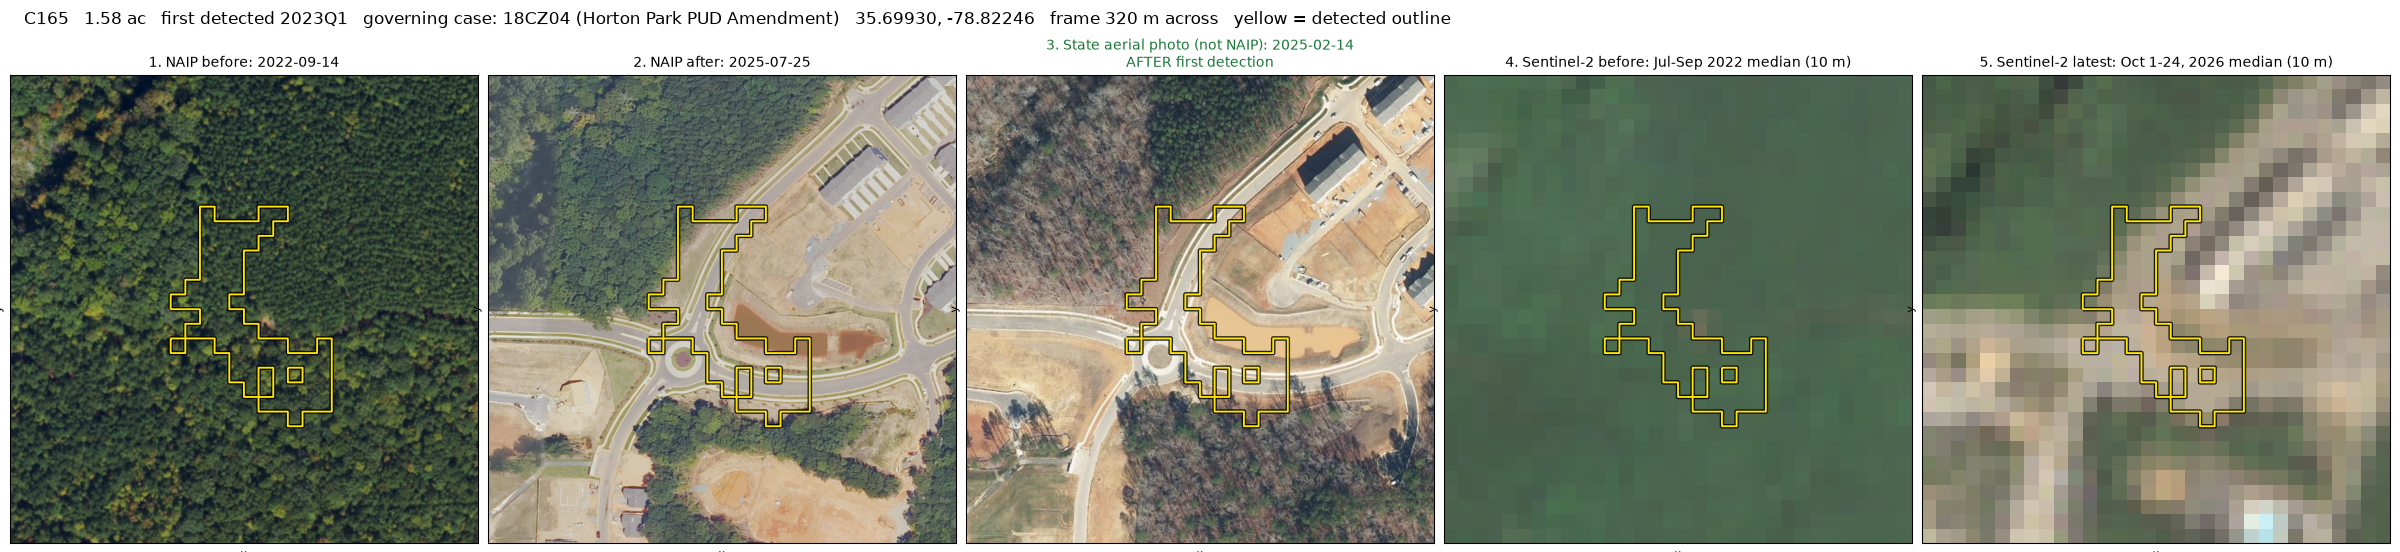 C165   1.58 ac   first detected 2023Q1   governing case: 18CZ04 (Horton Park PUD Amendment)   35.69930, -78.82246   frame 320 m across   yellow = detected outline
1. NAIP before: 2022-09-14
2. NAIP after: 2025-07-25
3. State aerial photo (not NAIP): 2025-02-14
AFTER first detection
4. Sentinel-2 before: Jul-Sep 2022 median (10 m)
5. Sentinel-2 latest: Oct 1-24, 2026 median (10 m)